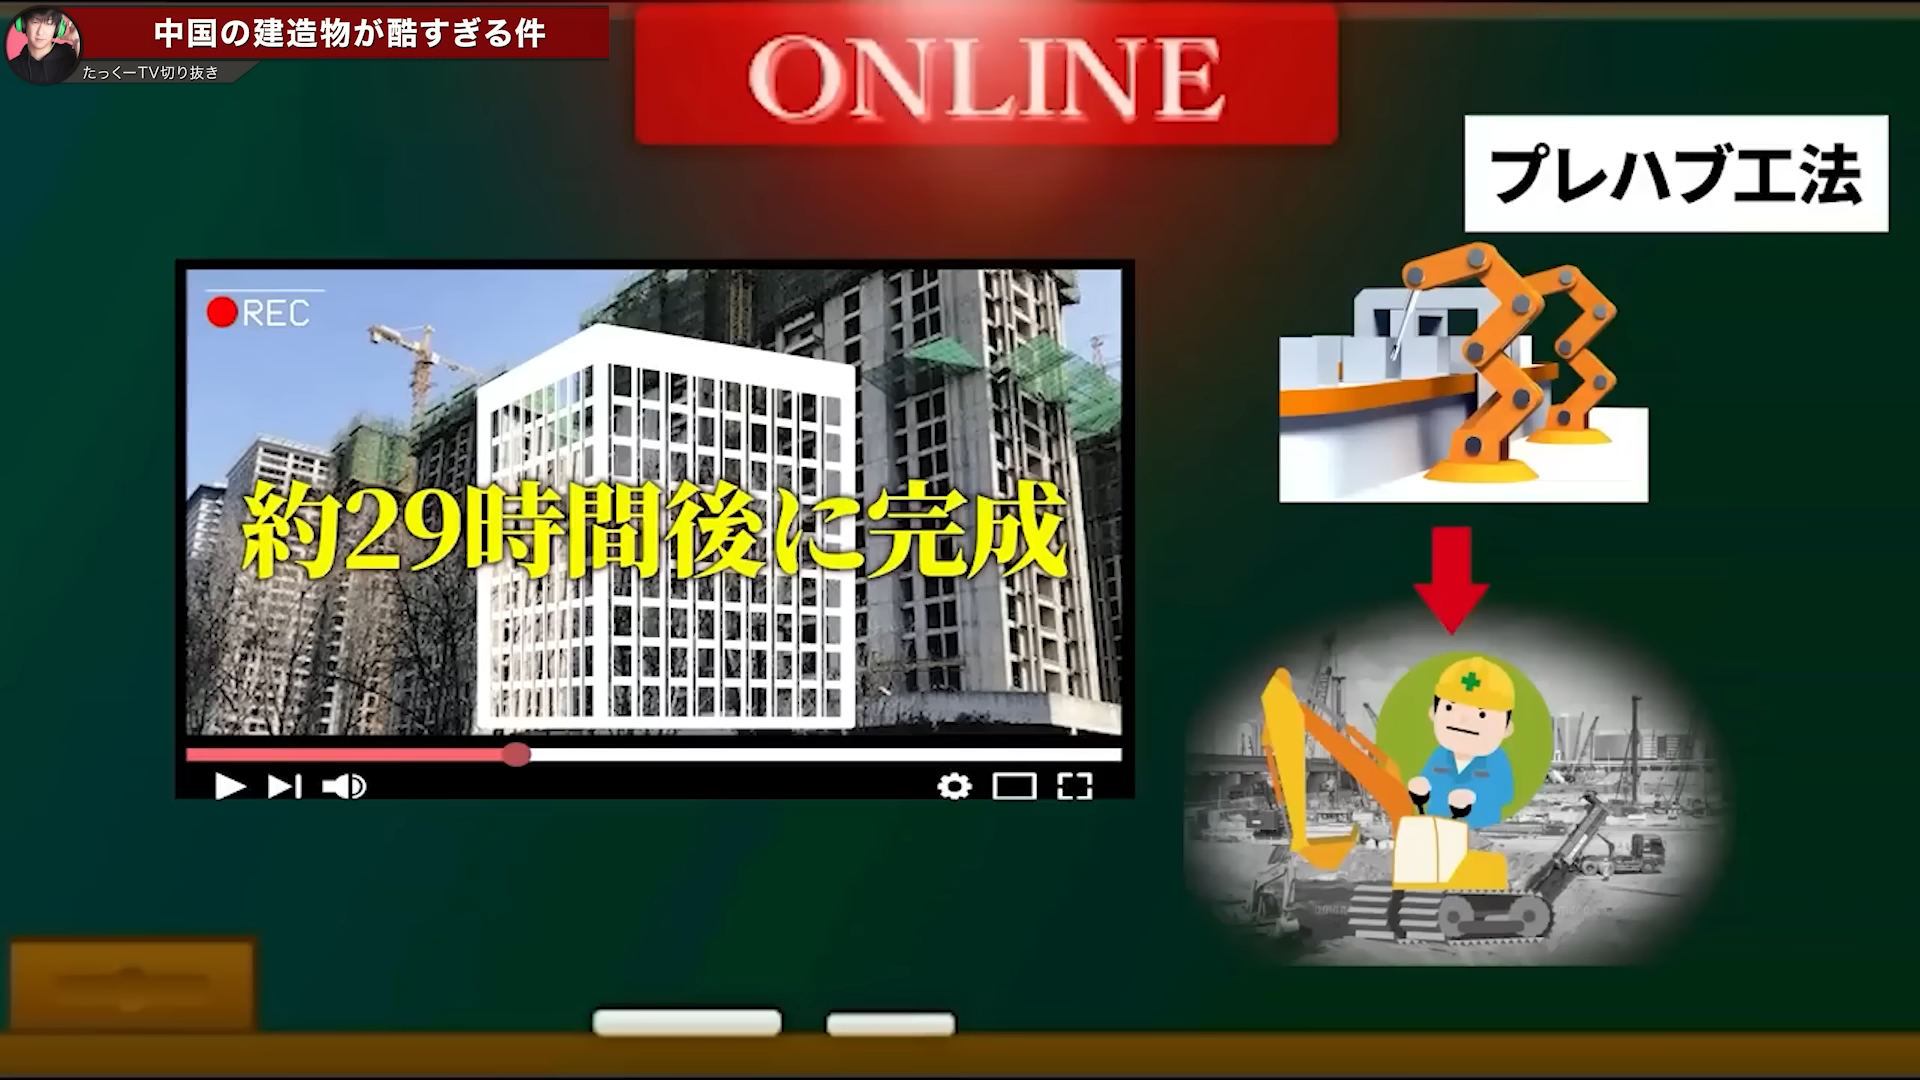 中国の建造物が酷すぎる件
たっくーTV切り抜き
ONLINE
プレハブ工法
REC
約29時間後に完成